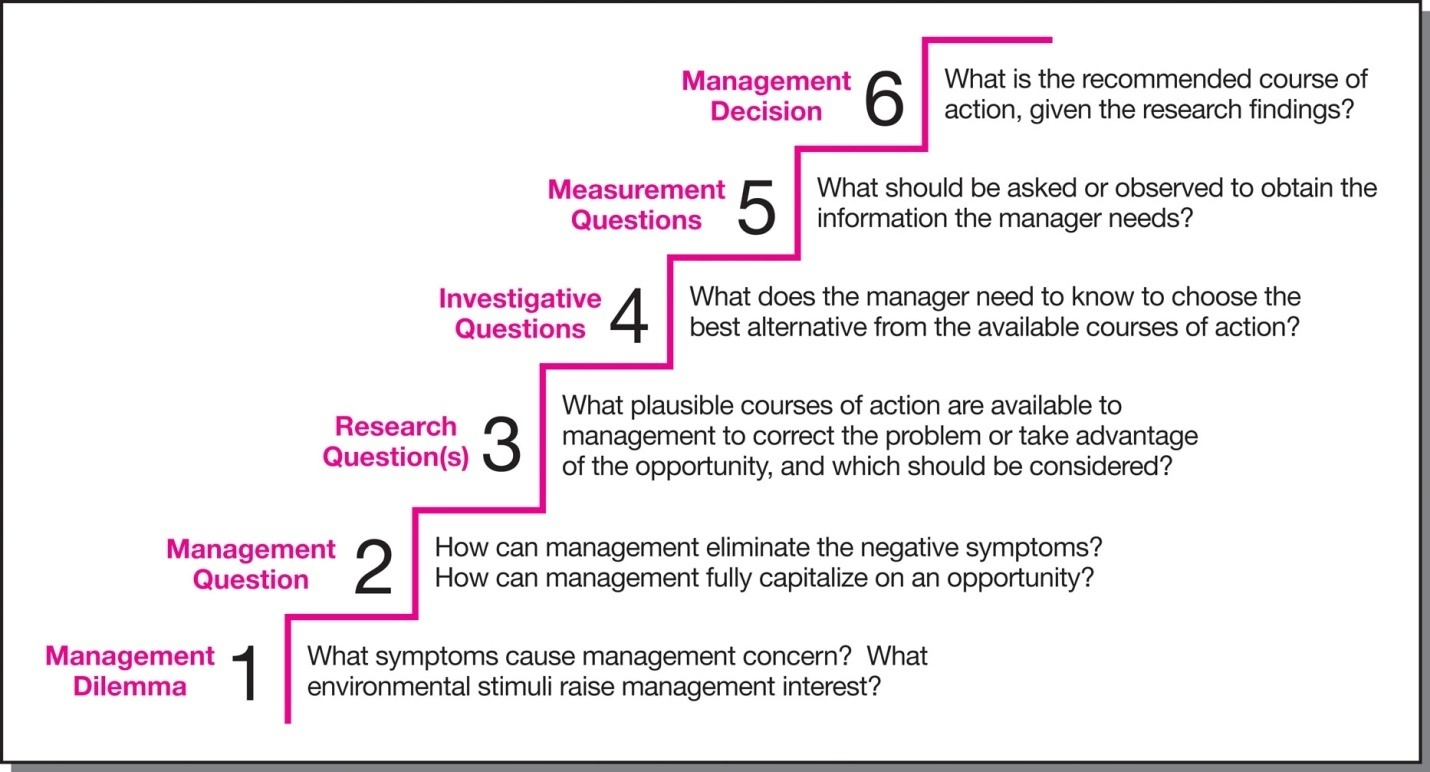 Management
Decision
6
What is the recommended course of
action, given the research findings?
Measurement
Questions
5
What should be asked or observed to obtain the
information the manager needs?
Investigative
Questions
4
What does the manager need to know to choose the
best alternative from the available courses of action?
Research
Question(s)
3
What plausible courses of action are available to
management to correct the problem or take advantage
of the opportunity, and which should be considered?
Management
Question
2
How can management eliminate the negative symptoms?
How can management fully capitalize on an opportunity?
Management
Dilemma
1
What symptoms cause management concern?  What
environmental stimuli raise management interest?